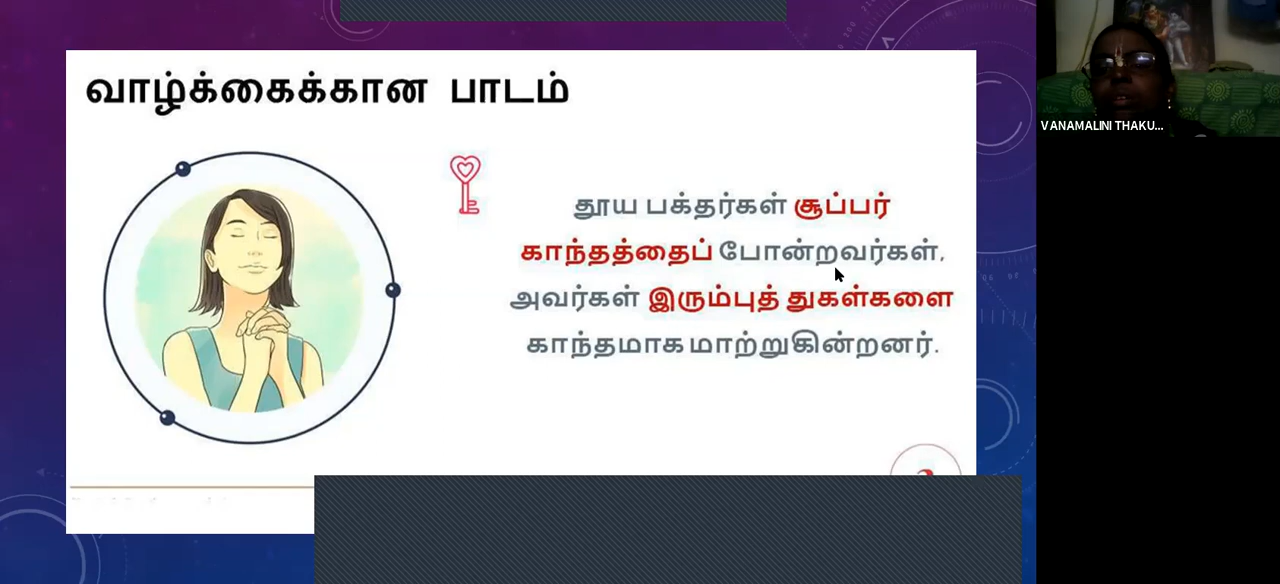 வாழ்க்கைக்கான பாடம்
தூய பக்தர்கள் சூப்பர்
காந்தத்தைப் போன்றவர்கள்,
அவர்கள் இரும்புத் துகள்களை
காந்தமாக மாற்றுகின்றனர்.
VANAMALINI THAKU...